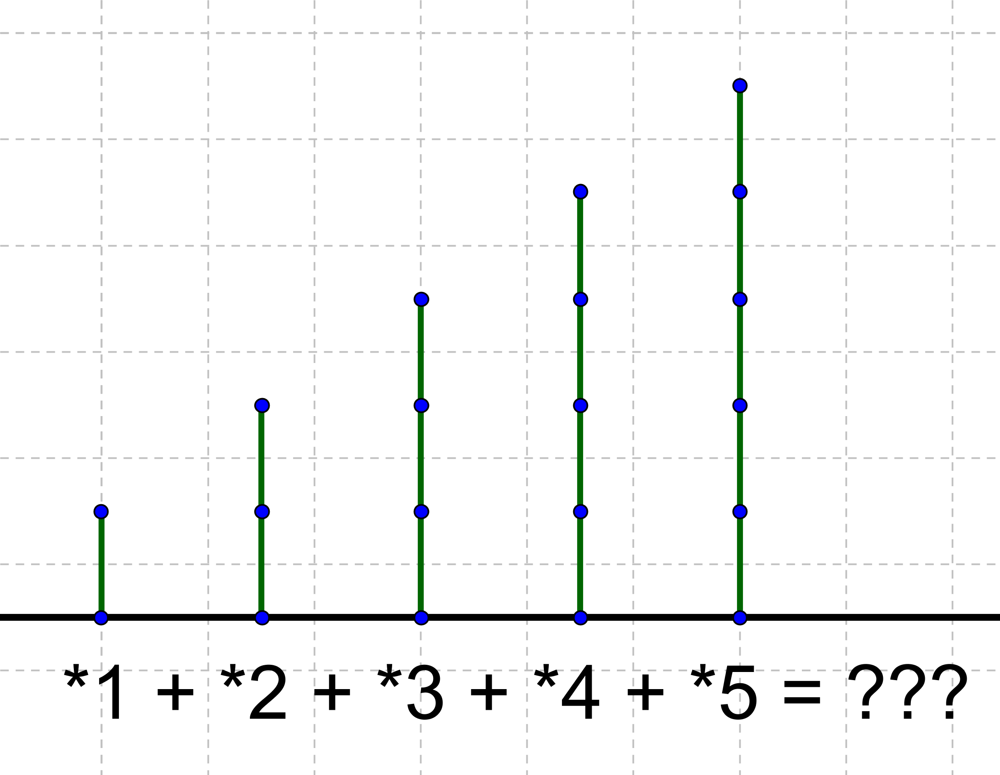 *1 + *2 + *3 + *4 + *5 = ???